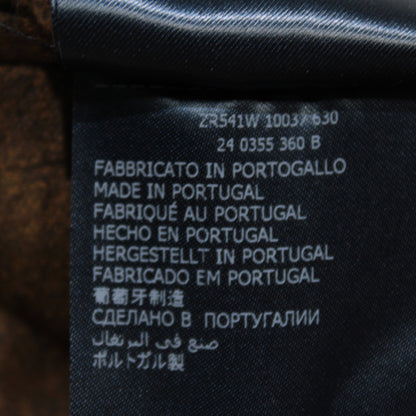 ZR541W 10037 630
24 0355 360 B
FABBRICATO IN PORTOGALLO
MADE IN PORTUGAL
FABRIQUÉ AU PORTUGAL
HECHO EN PORTUGAL
HERGESTELLT IN PORTUGAL
FABRICADO EM PORTUGAL
葡萄牙制造
СДЕЛАНО В ПОРТУГАЛИИ
صنع في البرتغال
ポルトガル製